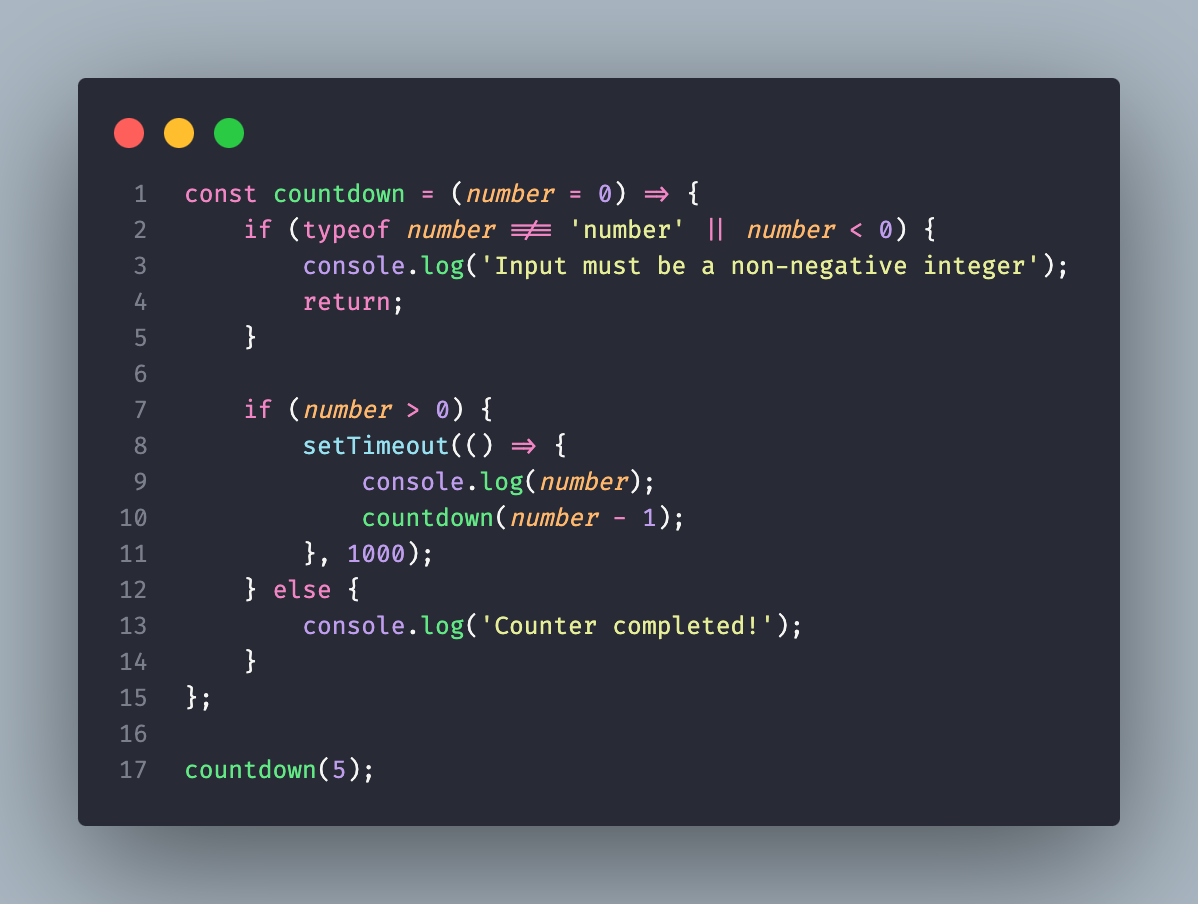 1 const countdown = (number = 0) => {
2     if (typeof number !== 'number' || number < 0) {
3         console.log('Input must be a non-negative integer');
4         return;
5     }
6
7     if (number > 0) {
8         setTimeout(() => {
9             console.log(number);
10             countdown(number - 1);
11         }, 1000);
12     } else {
13         console.log('Counter completed!');
14     }
15 };
16
17 countdown(5);